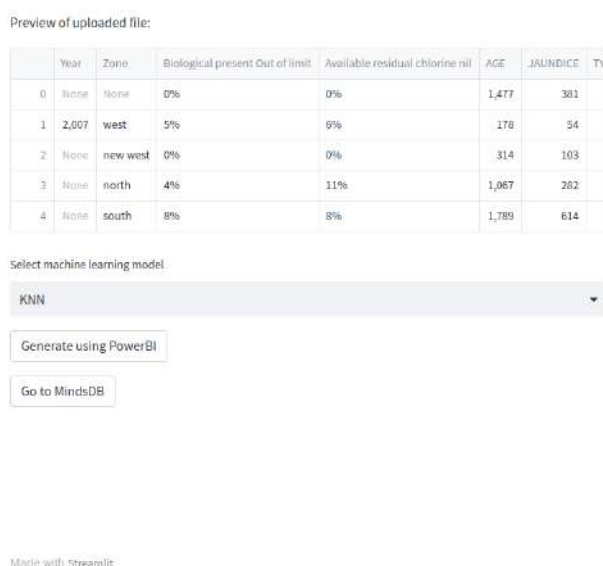 Preview of uploaded file:
Year Zone Biological present Out of limit Available residual chlorine nil AGE JAUNDICE TY
0 None None 0% 0% 1,477 381
1 2,007 west 5% 6% 178 54
2 None new west 0% 0% 314 103
3 None north 4% 11% 1,067 282
4 None south 8% 8% 1,789 614
Select machine learning model
KNN
Generate using PowerBI
Go to MindsDB
Made with Streamlit